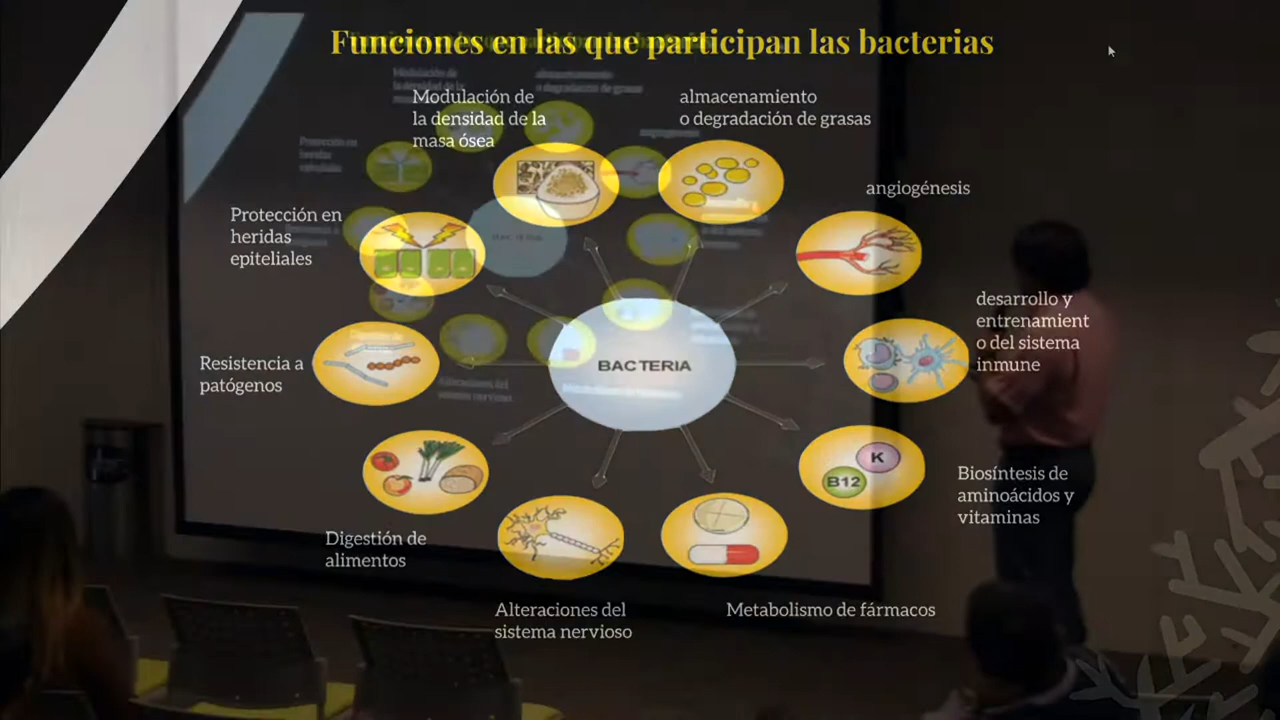 Funciones en las que participan las bacterias
Modulación de
la densidad de la
masa ósea
almacenamiento
o degradación de grasas
angiogénesis
Protección en
heridas
epiteliales
desarrollo y
entrenamient
o del sistema
inmune
Resistencia a
patógenos
BACTERIA
K
B12
Biosíntesis de
aminoácidos y
vitaminas
Digestión de
alimentos
Alteraciones del
sistema nervioso
Metabolismo de fármacos